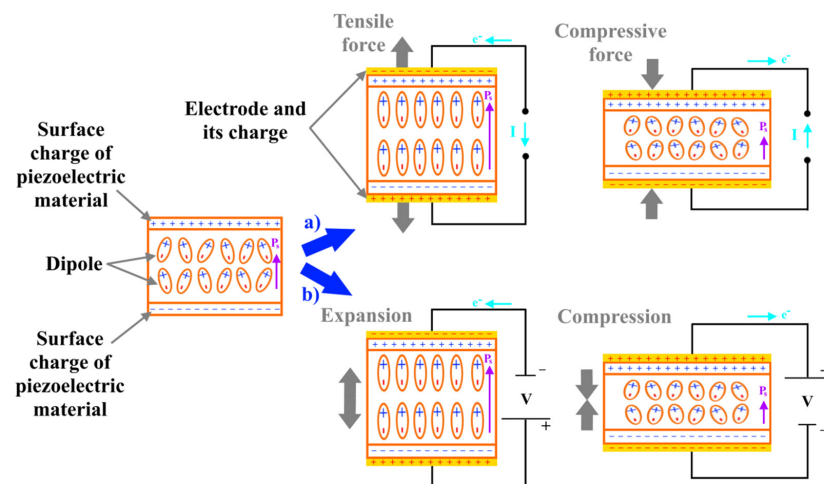 Tensile
force
e⁻
Compressive
force
e⁻
Electrode and
its charge
Pₛ
I
Pₛ
I
Surface
charge of
piezoelectric
material
a)
Dipole
Pₛ
b)
Surface
charge of
piezoelectric
material
Expansion
e⁻
Compression
e⁻
Pₛ
−
V
+
Pₛ
V
−